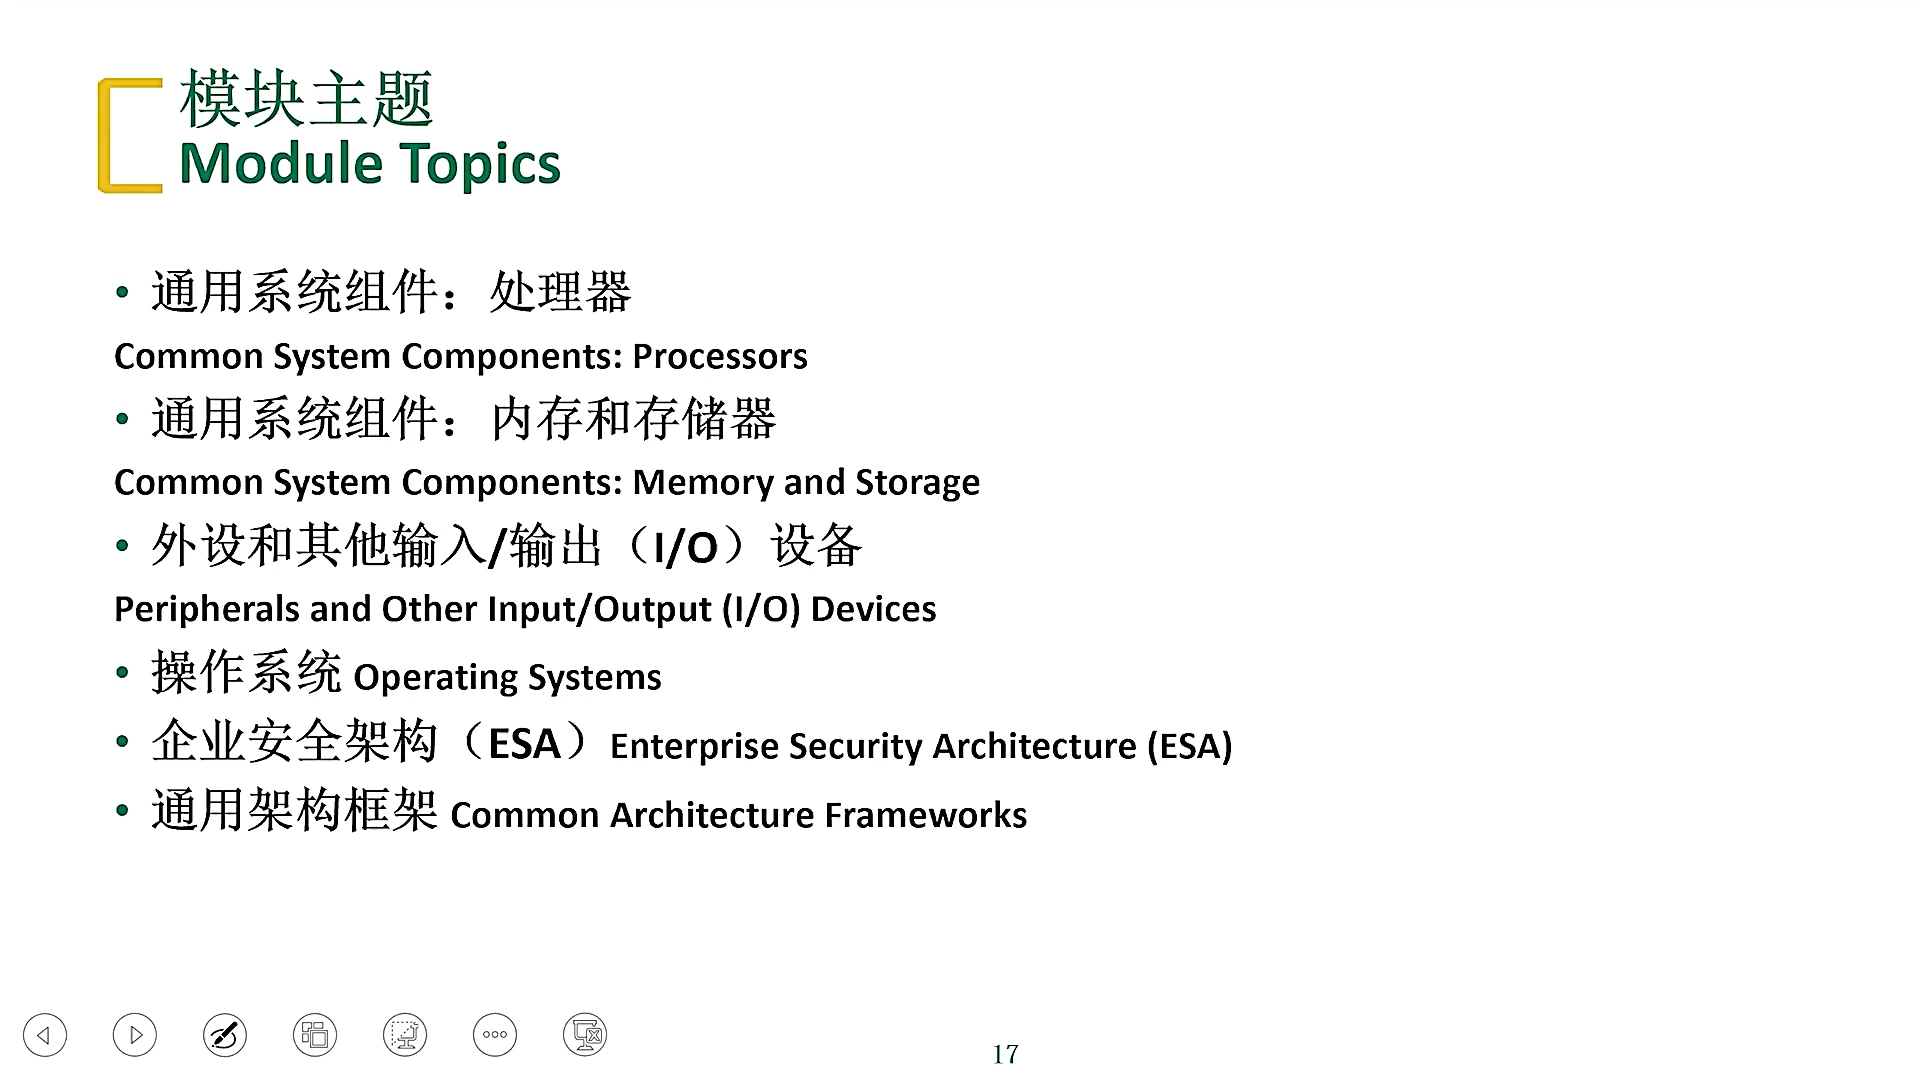 模块主题
Module Topics
• 通用系统组件：处理器
Common System Components: Processors
• 通用系统组件：内存和存储器
Common System Components: Memory and Storage
• 外设和其他输入/输出（I/O）设备
Peripherals and Other Input/Output (I/O) Devices
• 操作系统 Operating Systems
• 企业安全架构（ESA）Enterprise Security Architecture (ESA)
• 通用架构框架 Common Architecture Frameworks
17